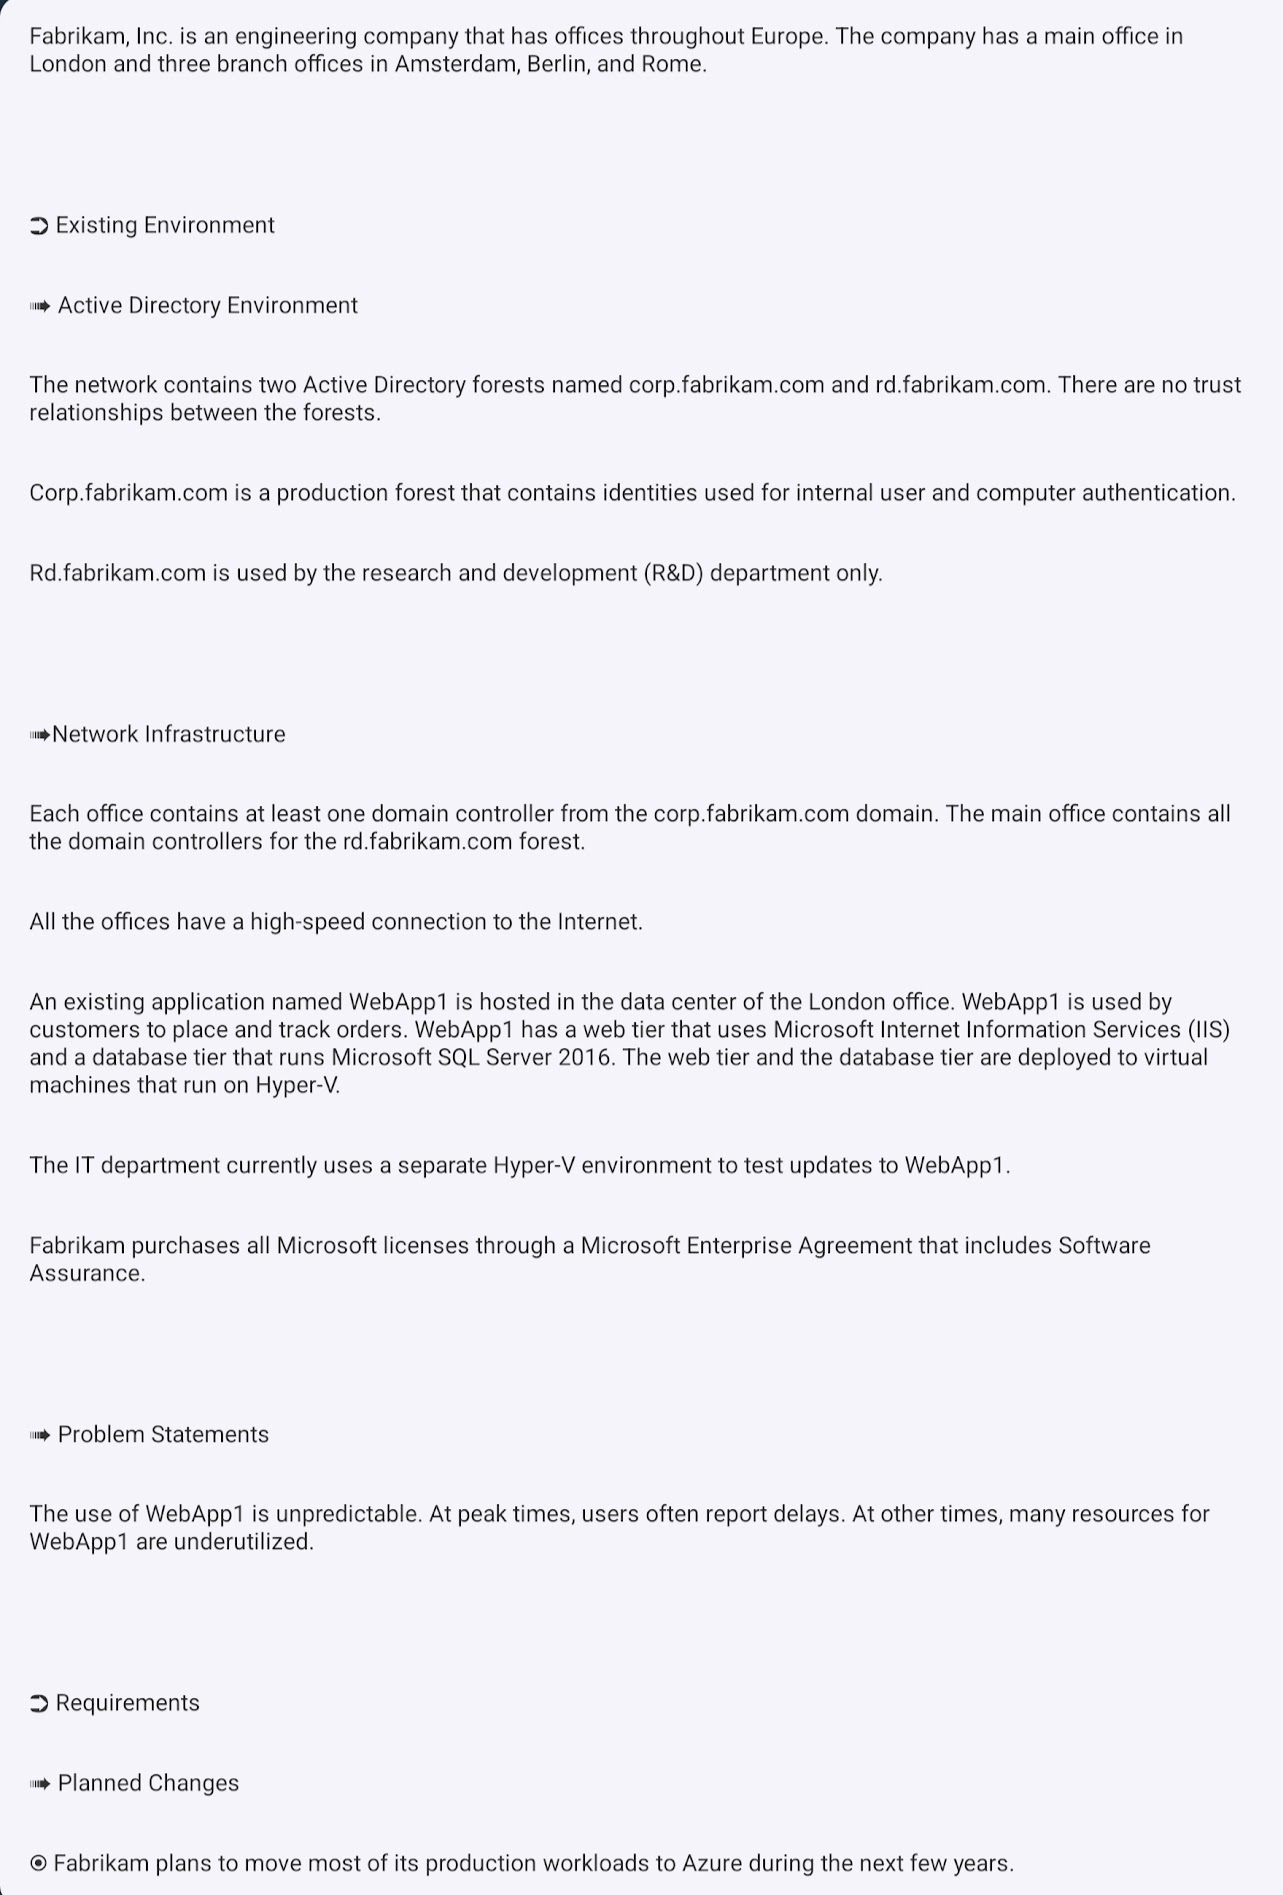 Fabrikam, Inc. is an engineering company that has offices throughout Europe. The company has a main office in
London and three branch offices in Amsterdam, Berlin, and Rome.
➲ Existing Environment
➠ Active Directory Environment
The network contains two Active Directory forests named corp.fabrikam.com and rd.fabrikam.com. There are no trust
relationships between the forests.
Corp.fabrikam.com is a production forest that contains identities used for internal user and computer authentication.
Rd.fabrikam.com is used by the research and development (R&D) department only.
➠Network Infrastructure
Each office contains at least one domain controller from the corp.fabrikam.com domain. The main office contains all
the domain controllers for the rd.fabrikam.com forest.
All the offices have a high-speed connection to the Internet.
An existing application named WebApp1 is hosted in the data center of the London office. WebApp1 is used by
customers to place and track orders. WebApp1 has a web tier that uses Microsoft Internet Information Services (IIS)
and a database tier that runs Microsoft SQL Server 2016. The web tier and the database tier are deployed to virtual
machines that run on Hyper-V.
The IT department currently uses a separate Hyper-V environment to test updates to WebApp1.
Fabrikam purchases all Microsoft licenses through a Microsoft Enterprise Agreement that includes Software
Assurance.
➠ Problem Statements
The use of WebApp1 is unpredictable. At peak times, users often report delays. At other times, many resources for
WebApp1 are underutilized.
➲ Requirements
➠ Planned Changes
⦿ Fabrikam plans to move most of its production workloads to Azure during the next few years.